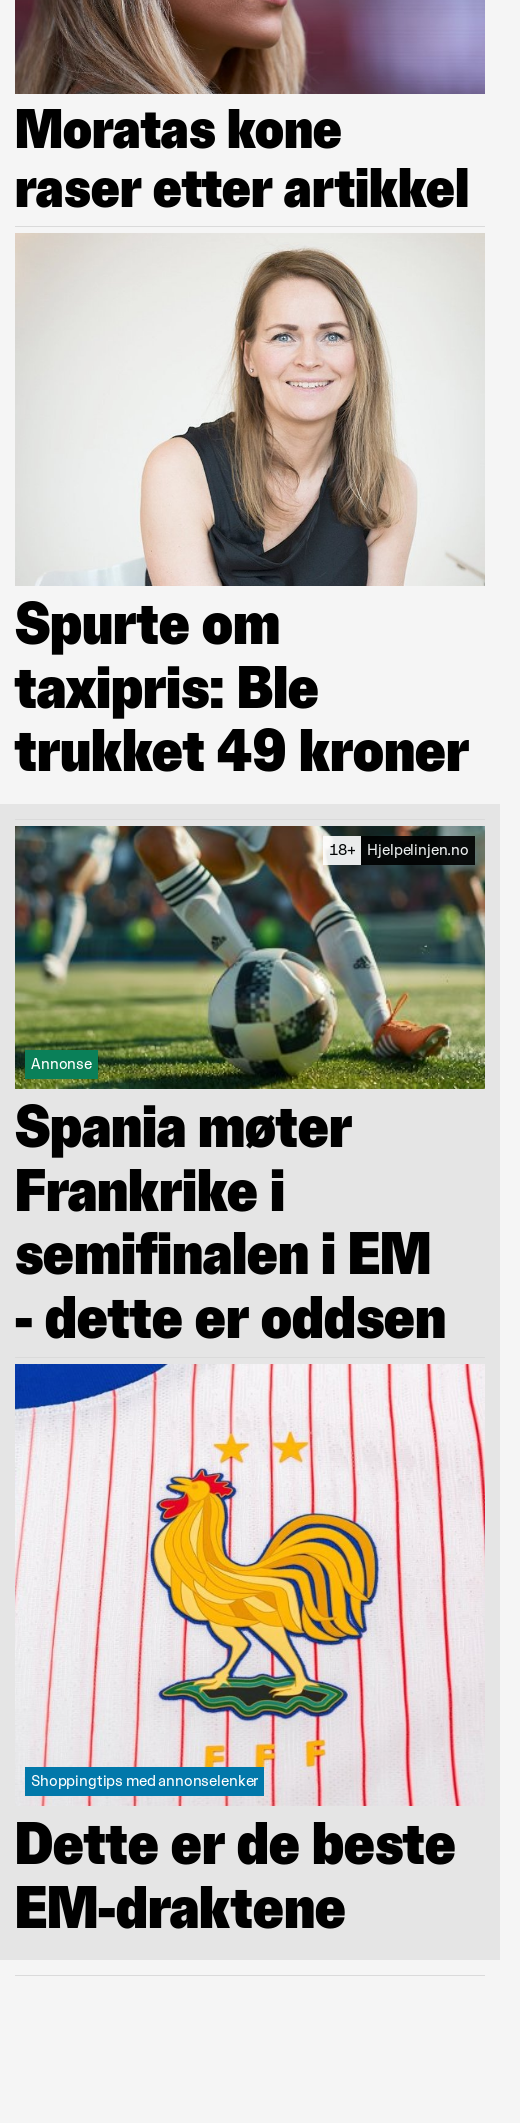 Moratas kone
raser etter artikkel
Spurte om
taxipris: Ble
trukket 49 kroner
18+ Hjelpelinjen.no
Annonse
Spania møter
Frankrike i
semifinalen i EM
- dette er oddsen
F F F
Shoppingtips med annonselenker
Dette er de beste
EM-draktene